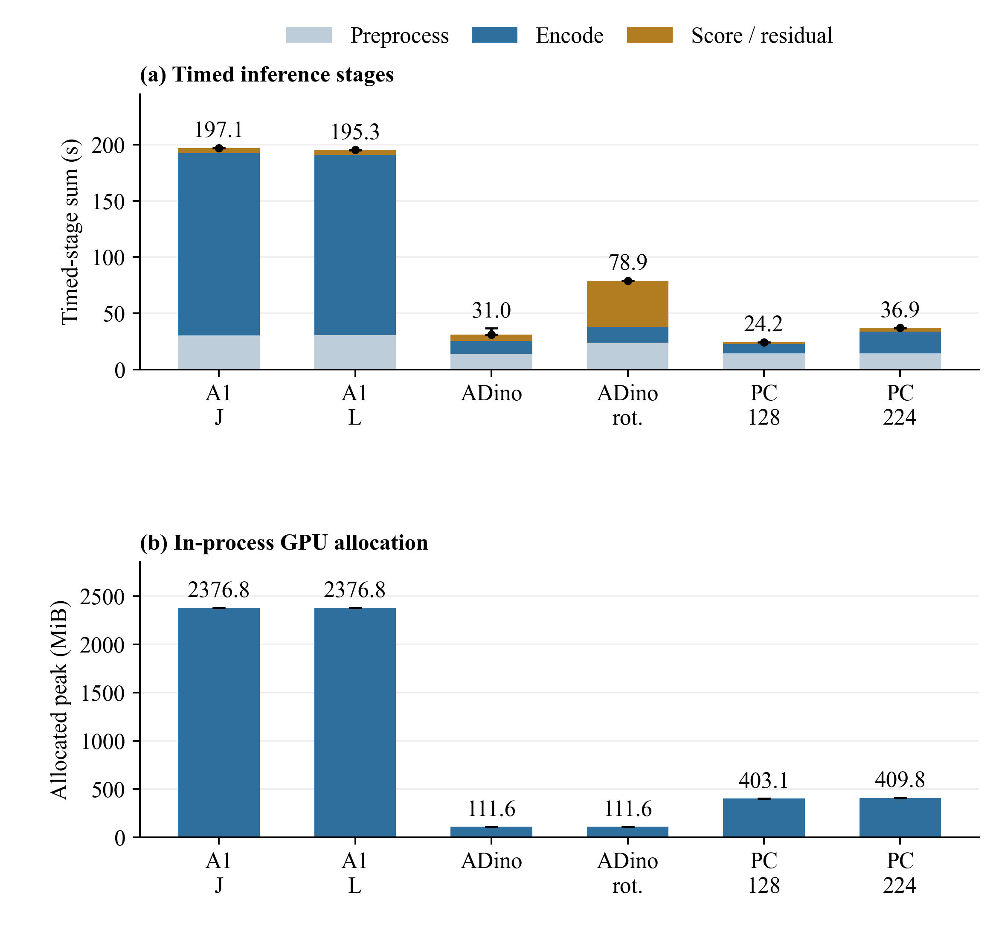 Preprocess Encode Score / residual
(a) Timed inference stages
Timed-stage sum (s)
200
150
100
50
0
197.1
195.3
31.0
78.9
24.2
36.9
A1
J
A1
L
ADino
ADino
rot.
PC
128
PC
224
(b) In-process GPU allocation
Allocated peak (MiB)
2500
2000
1500
1000
500
0
2376.8
2376.8
111.6
111.6
403.1
409.8
A1
J
A1
L
ADino
ADino
rot.
PC
128
PC
224